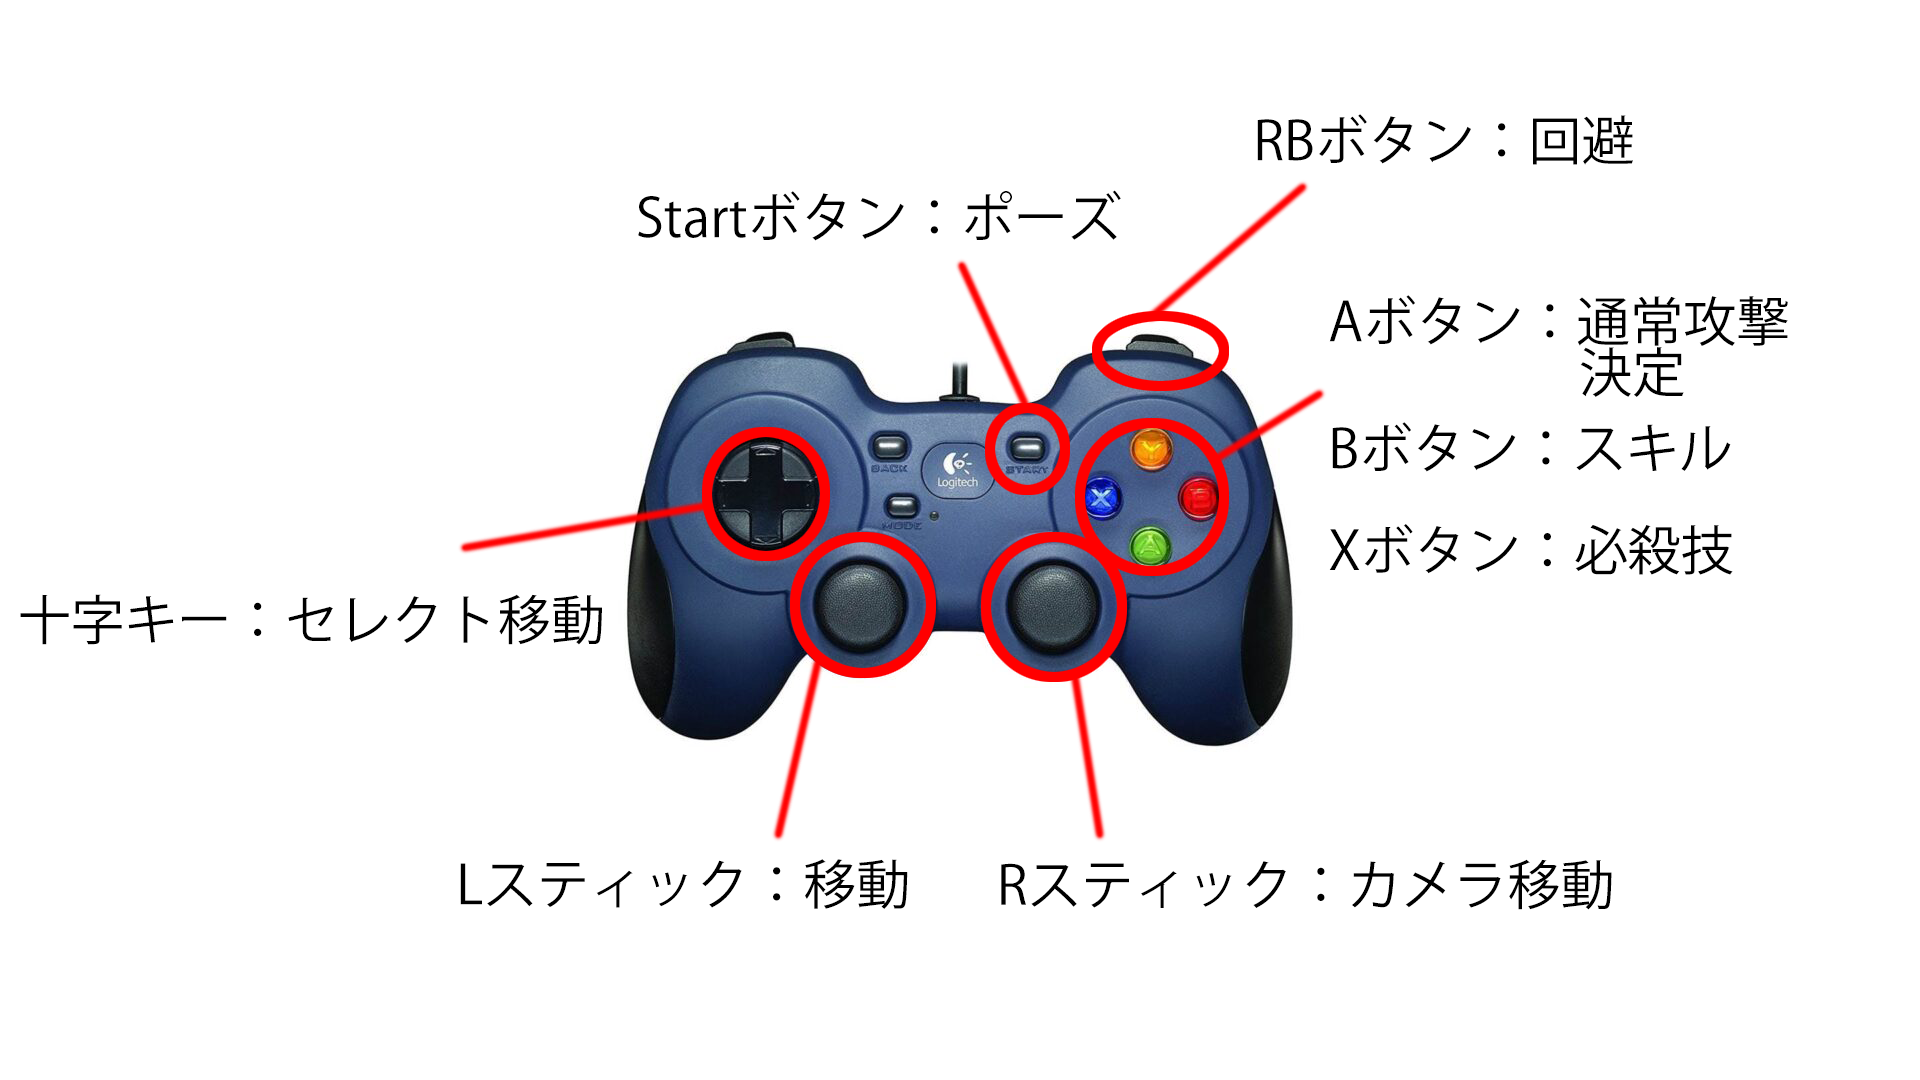 RBボタン：回避
Startボタン：ポーズ
Aボタン：通常攻撃
決定
Bボタン：スキル
Xボタン：必殺技
十字キー：セレクト移動
Lスティック：移動
Rスティック：カメラ移動
BACK
START
Logitech
MODE
Y
X
B
A